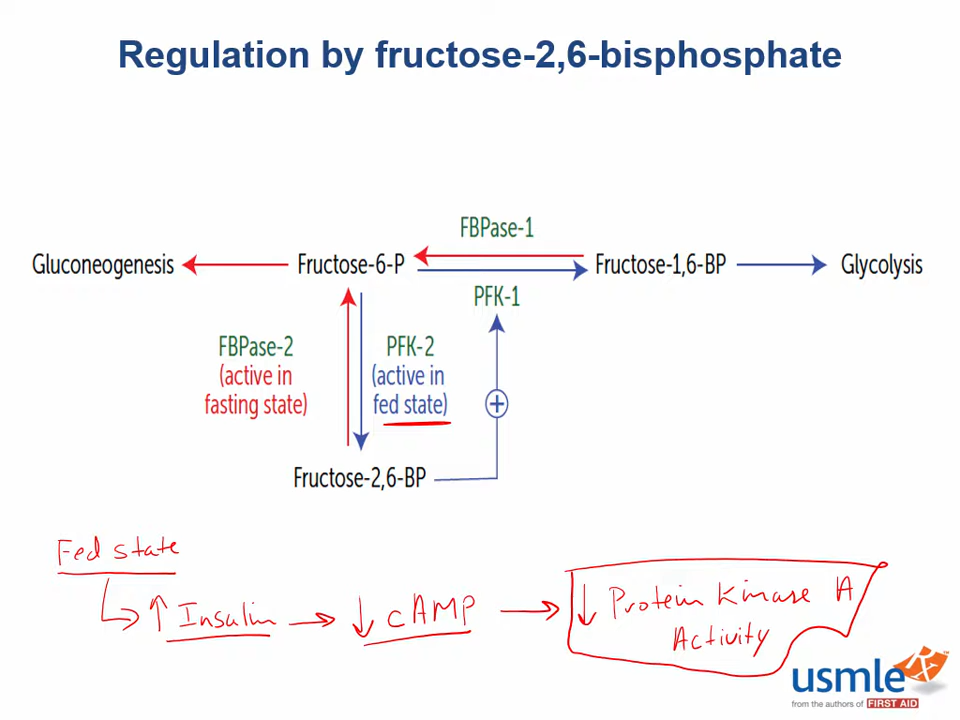 Regulation by fructose-2,6-bisphosphate
FBPase-1
Gluconeogenesis
Fructose-6-P
Fructose-1,6-BP
Glycolysis
PFK-1
FBPase-2
(active in
fasting state)
PFK-2
(active in
fed state)
+
Fructose-2,6-BP
Fed state
↑ Insulin → ↓ cAMP → ↓ Protein Kinase A
Activity
usmle Rx
from the authors of FIRST AID